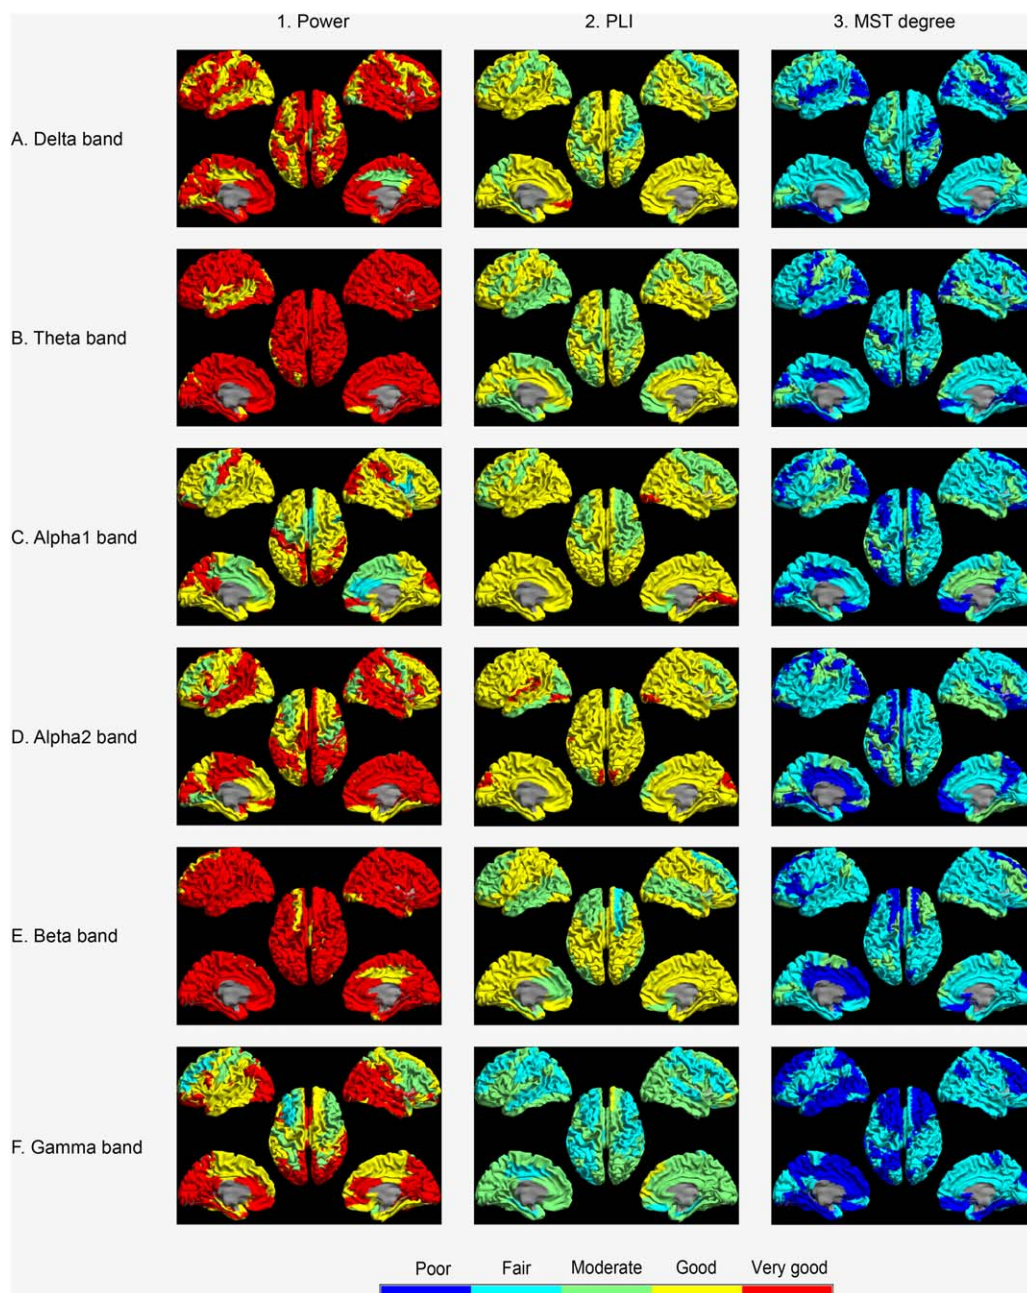 1. Power 2. PLI 3. MST degree
A. Delta band
B. Theta band
C. Alpha1 band
D. Alpha2 band
E. Beta band
F. Gamma band
Poor Fair Moderate Good Very good